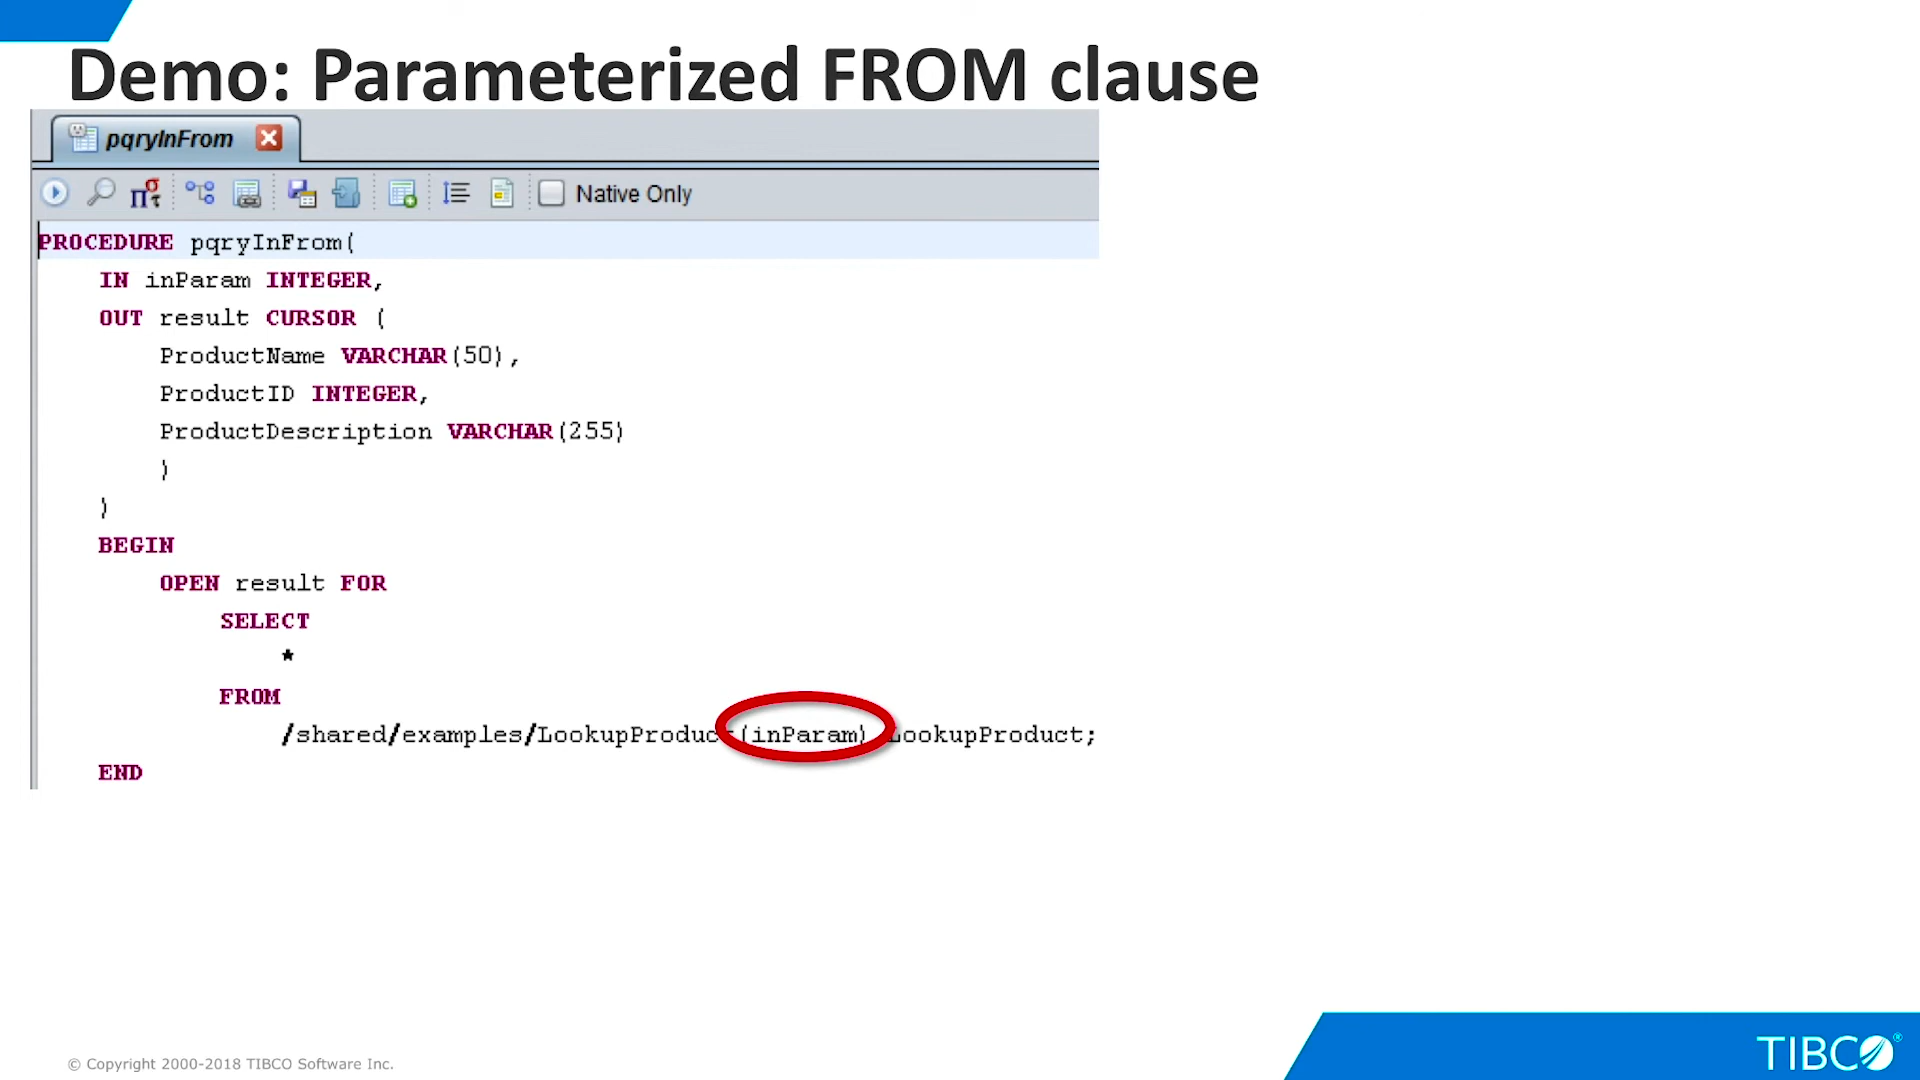 Demo: Parameterized FROM clause
pqryInFrom
Native Only
PROCEDURE pqryInFrom(
IN inParam INTEGER,
OUT result CURSOR (
ProductName VARCHAR(50),
ProductID INTEGER,
ProductDescription VARCHAR(255)
)
)
BEGIN
OPEN result FOR
SELECT
*
FROM
/shared/examples/LookupProduct(inParam) LookupProduct;
END
© Copyright 2000-2018 TIBCO Software Inc.
TIBCO®